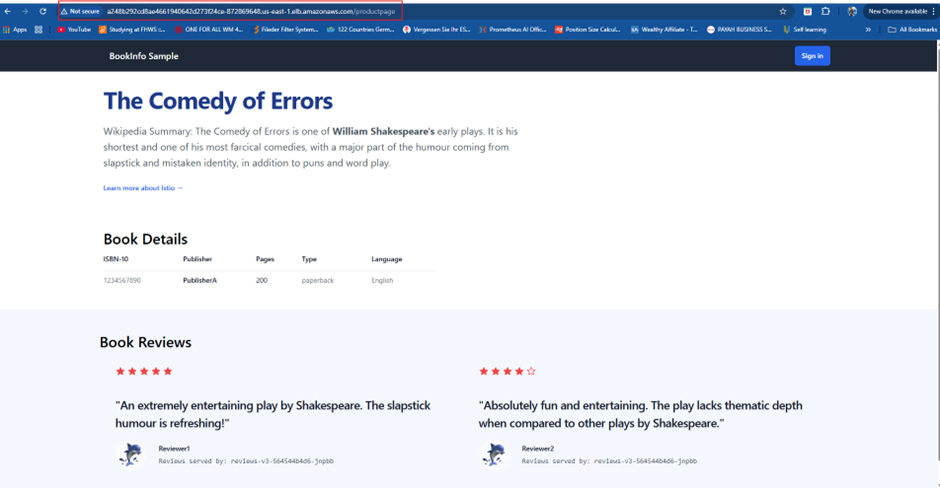 Not secure a248b292cd8ae4661940642d273f24ce-872869648.us-east-1.elb.amazonaws.com/productpage New Chrome available
Apps YouTube Studying at FHWS :... ONE FOR ALL WM 4... Fileder Filter System... 122 Countries Germ... Vergessen Sie Ihr ES... Prometheus AI Offic... Position Size Calcul... Wealthy Affiliate - T... PAYAH BUSINESS S... Self learning » All Bookmarks
BookInfo Sample Sign in
The Comedy of Errors
Wikipedia Summary: The Comedy of Errors is one of William Shakespeare's early plays. It is his
shortest and one of his most farcical comedies, with a major part of the humour coming from
slapstick and mistaken identity, in addition to puns and word play.
Learn more about Istio →
Book Details
ISBN-10 Publisher Pages Type Language
1234567890 PublisherA 200 paperback English
Book Reviews
"An extremely entertaining play by Shakespeare. The slapstick
humour is refreshing!"
Reviewer1
Reviews served by: reviews-v3-564544b4d6-jnpbb
"Absolutely fun and entertaining. The play lacks thematic depth
when compared to other plays by Shakespeare."
Reviewer2
Reviews served by: reviews-v3-564544b4d6-jnpbb